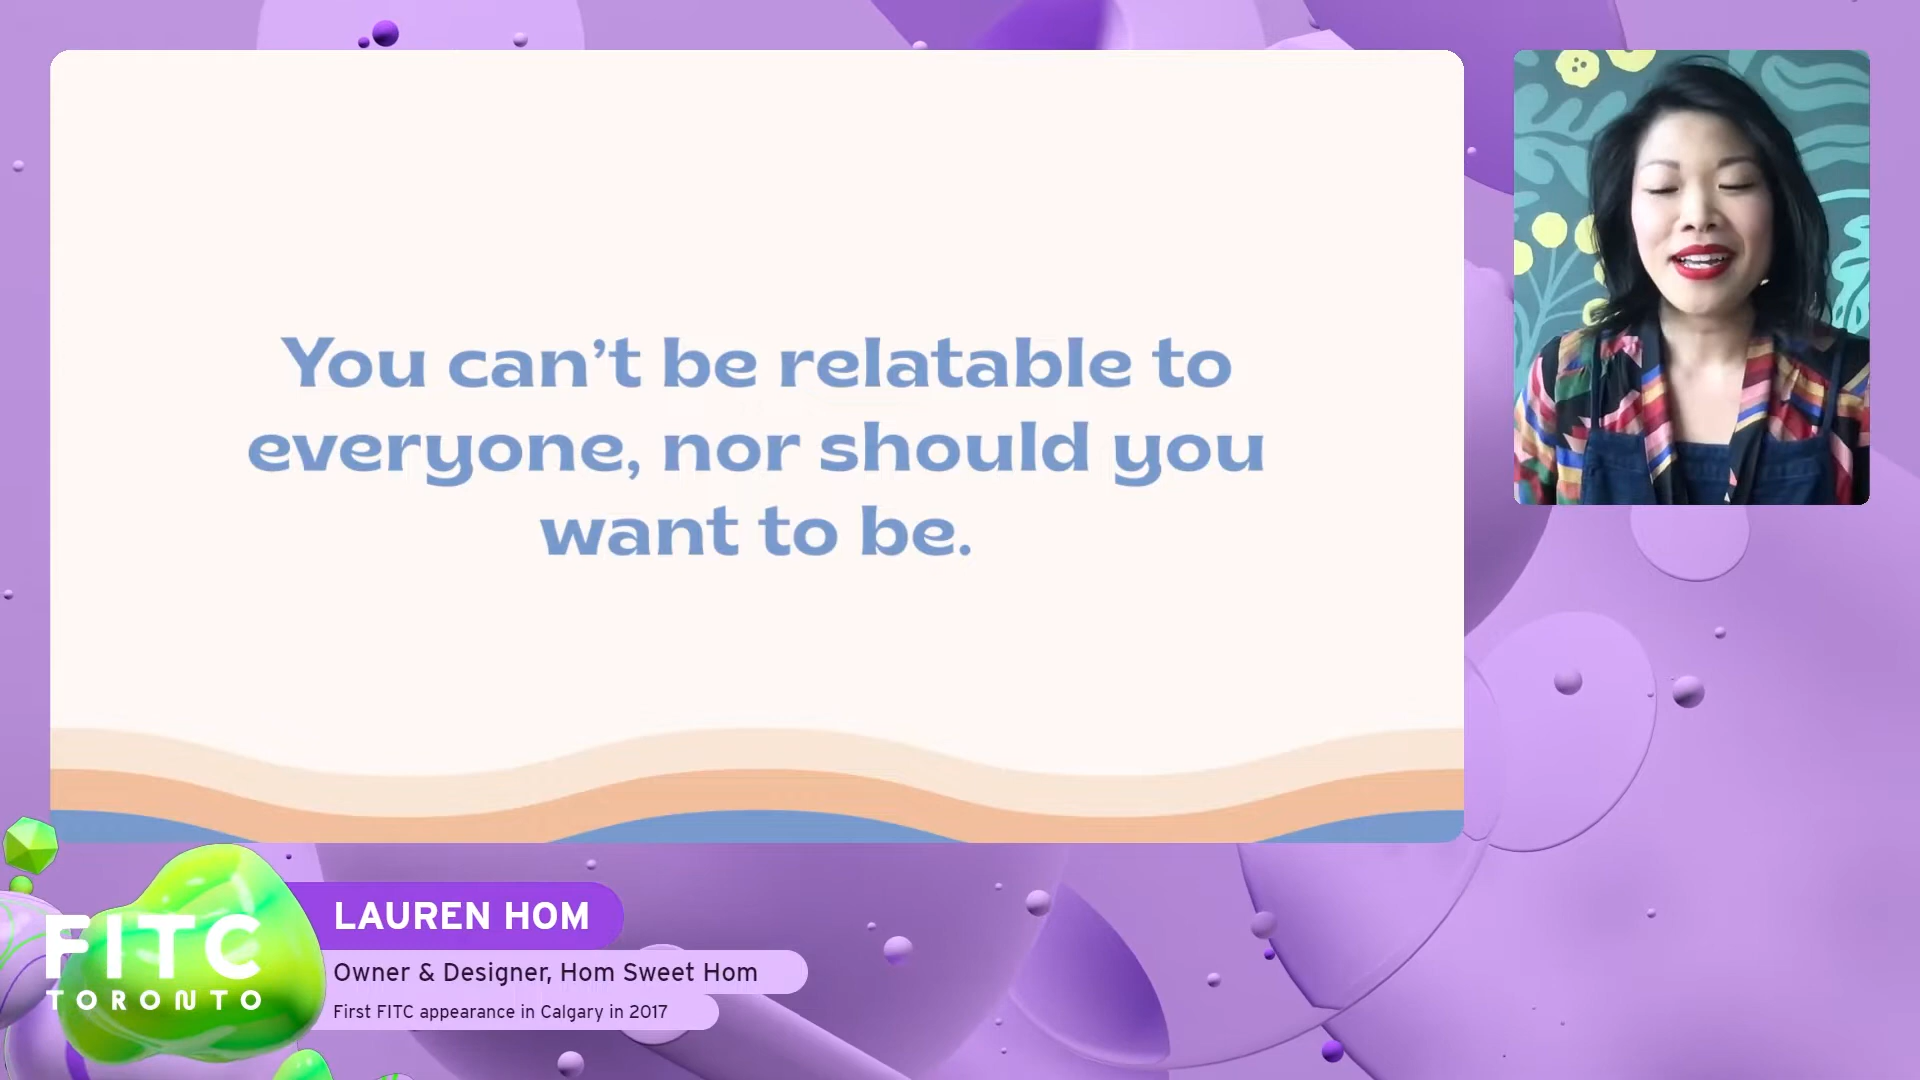 You can’t be relatable to
everyone, nor should you
want to be.
FITC
TORONTO
LAUREN HOM
Owner & Designer, Hom Sweet Hom
First FITC appearance in Calgary in 2017